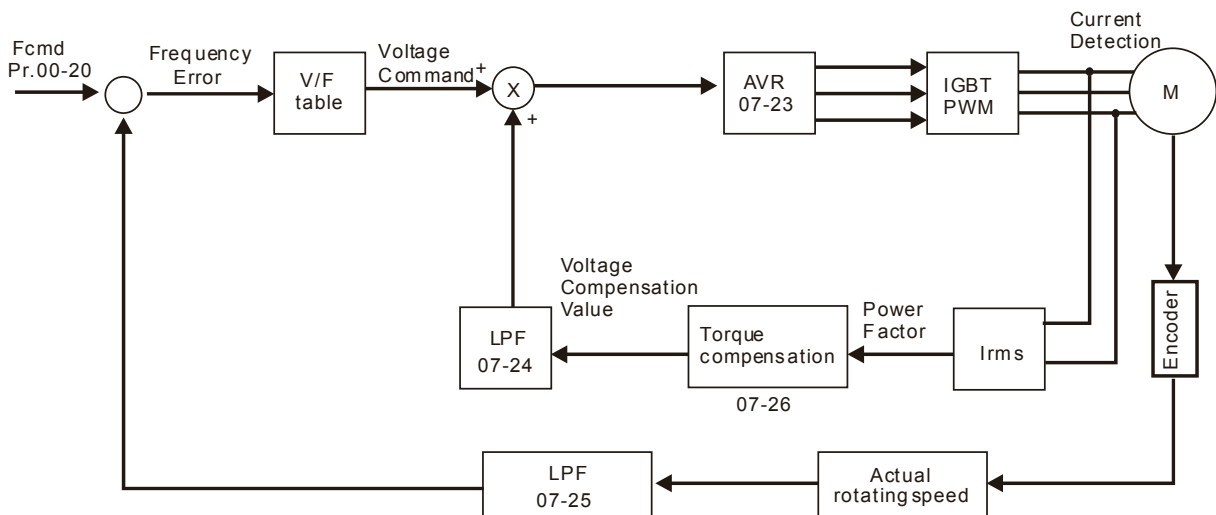 Fcmd
Pr.00-20
Frequency
Error
V/F
table
Voltage
Command
+
X
+
AVR
07-23
IGBT
PWM
Current
Detection
M
Voltage
Compensation
Value
LPF
07-24
Torque
compensation
07-26
Power
Factor
Irms
Encoder
LPF
07-25
Actual
rotating speed